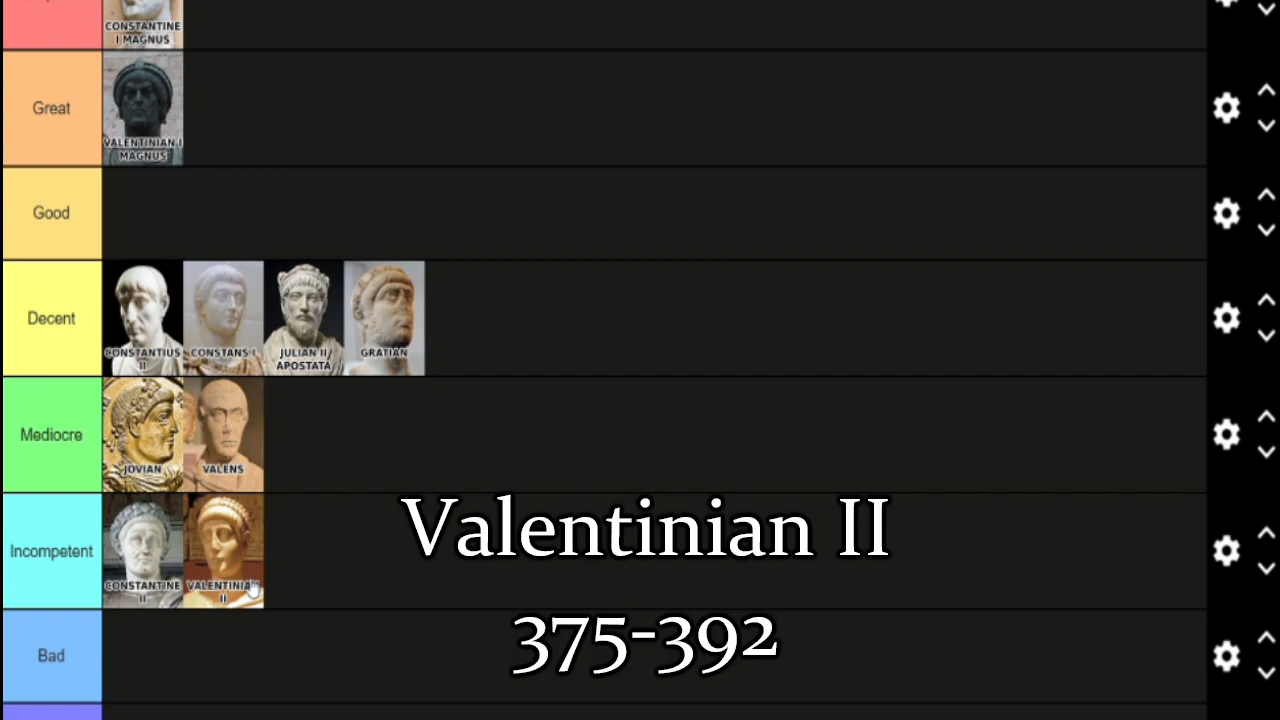 CONSTANTINE
I MAGNUS
Great
VALENTINIAN I
MAGNUS
Good
Decent
CONSTANTIUS
II
CONSTANS I
JULIAN II
APOSTATA
GRATIAN
Mediocre
JOVIAN
VALENS
Incompetent
CONSTANTINE
II
VALENTINIAN
II
Valentinian II
375-392
Bad